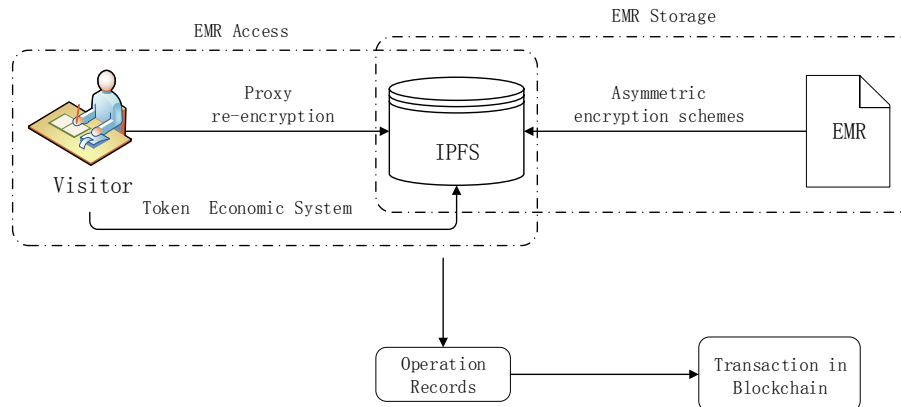 EMR Storage
EMR Access
Proxy
re-encryption
Asymmetric
encryption schemes
IPFS
EMR
Visitor
Token Economic System
Operation
Records
Transaction in
Blockchain